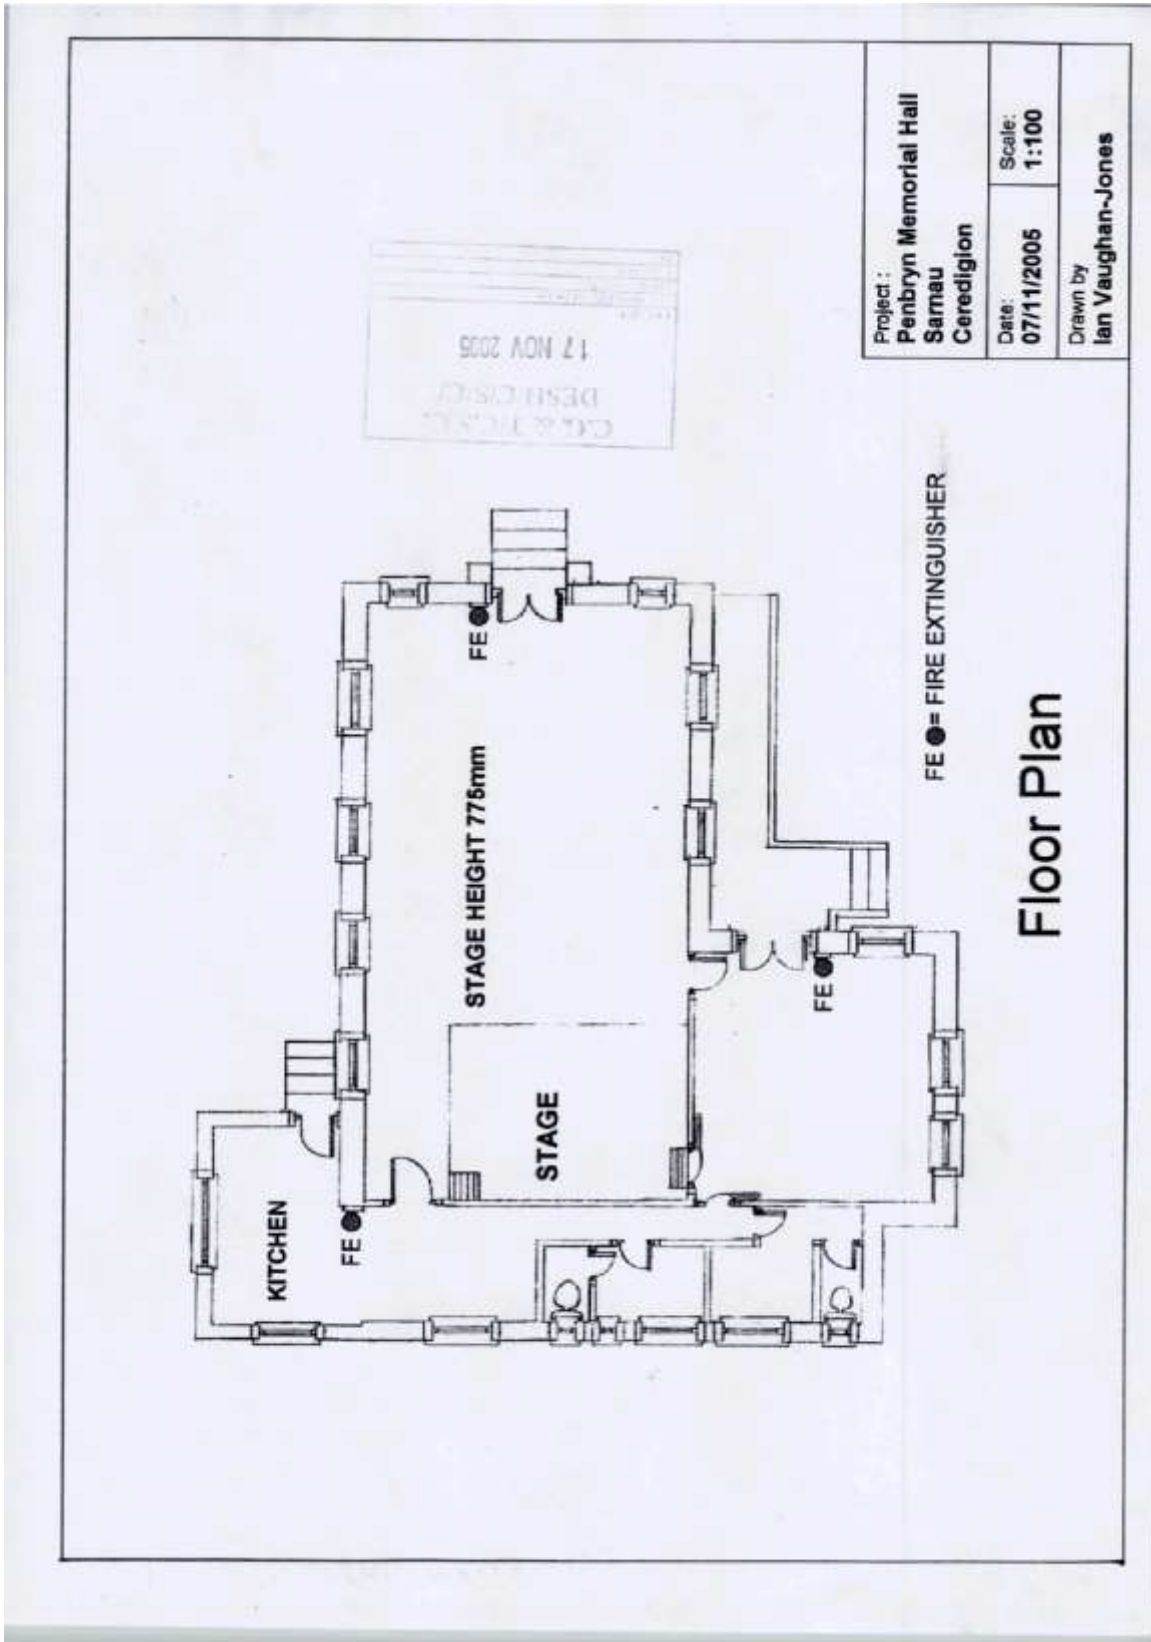 KITCHEN
FE
STAGE
STAGE HEIGHT 775mm
FE
FE
FE = FIRE EXTINGUISHER
Floor Plan
17 NOV 2005
Project :
Penbryn Memorial Hall
Sarnau
Ceredigion
Date:
07/11/2005
Scale:
1:100
Drawn by
Ian Vaughan-Jones